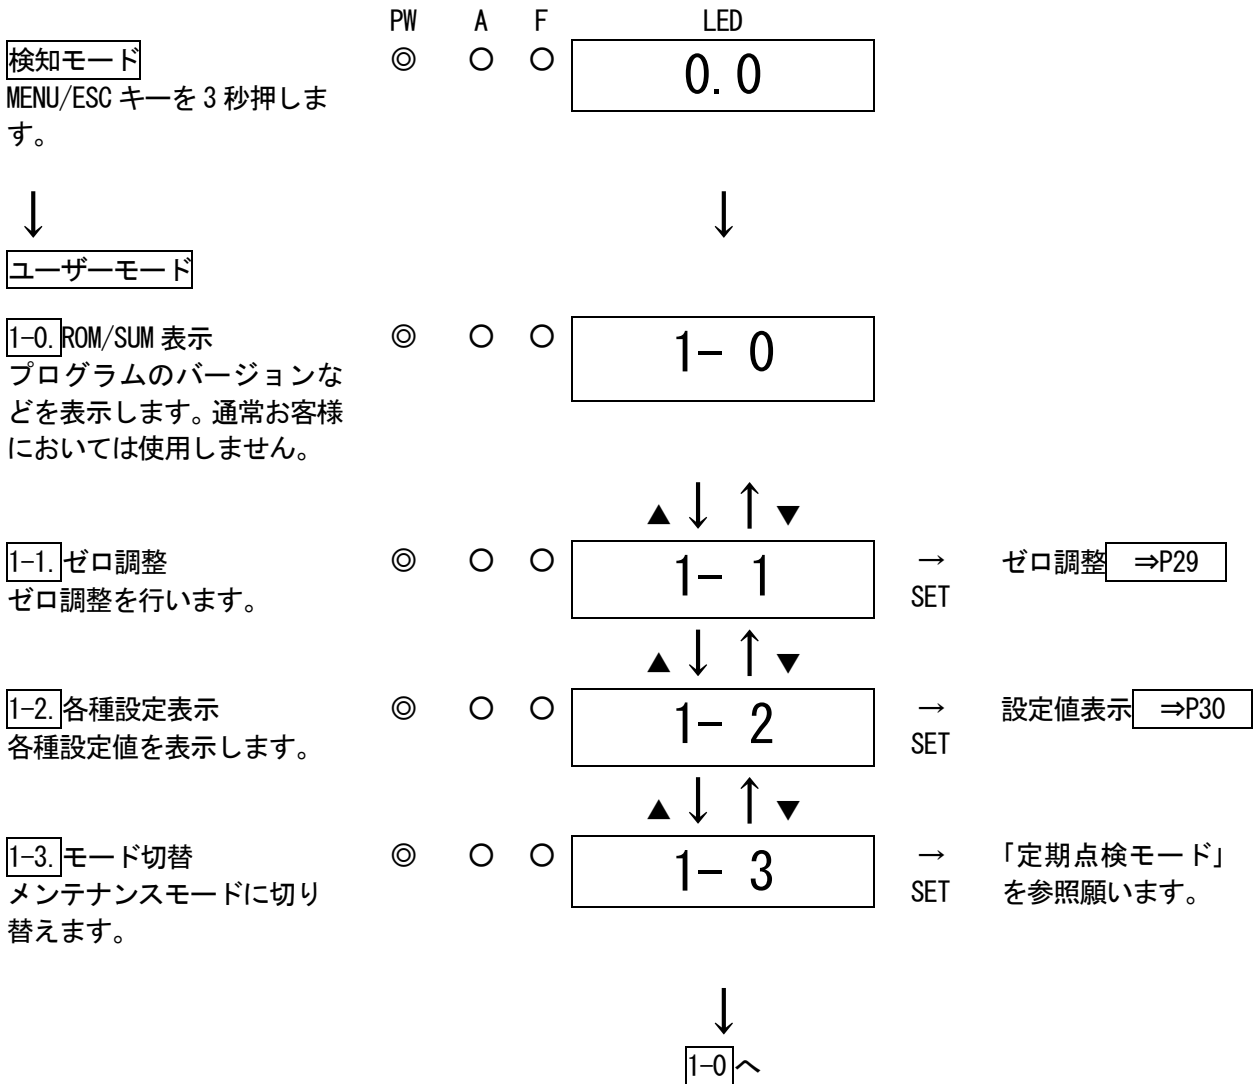 PW A F LED
検知モード ◎ ○ ○ 0.0
MENU/ESC キーを 3 秒押しま
す。
↓ ↓
ユーザーモード
1-0.ROM/SUM 表示 ◎ ○ ○ 1- 0
プログラムのバージョンな
どを表示します。通常お客様
においては使用しません。
▲ ↓ ↑ ▼
1-1.ゼロ調整 ◎ ○ ○ 1- 1 → ゼロ調整 ⇒P29
ゼロ調整を行います。 SET
▲ ↓ ↑ ▼
1-2.各種設定表示 ◎ ○ ○ 1- 2 → 設定値表示 ⇒P30
各種設定値を表示します。 SET
▲ ↓ ↑ ▼
1-3.モード切替 ◎ ○ ○ 1- 3 → 「定期点検モード」
メンテナンスモードに切り SET を参照願います。
替えます。
↓
1-0へ